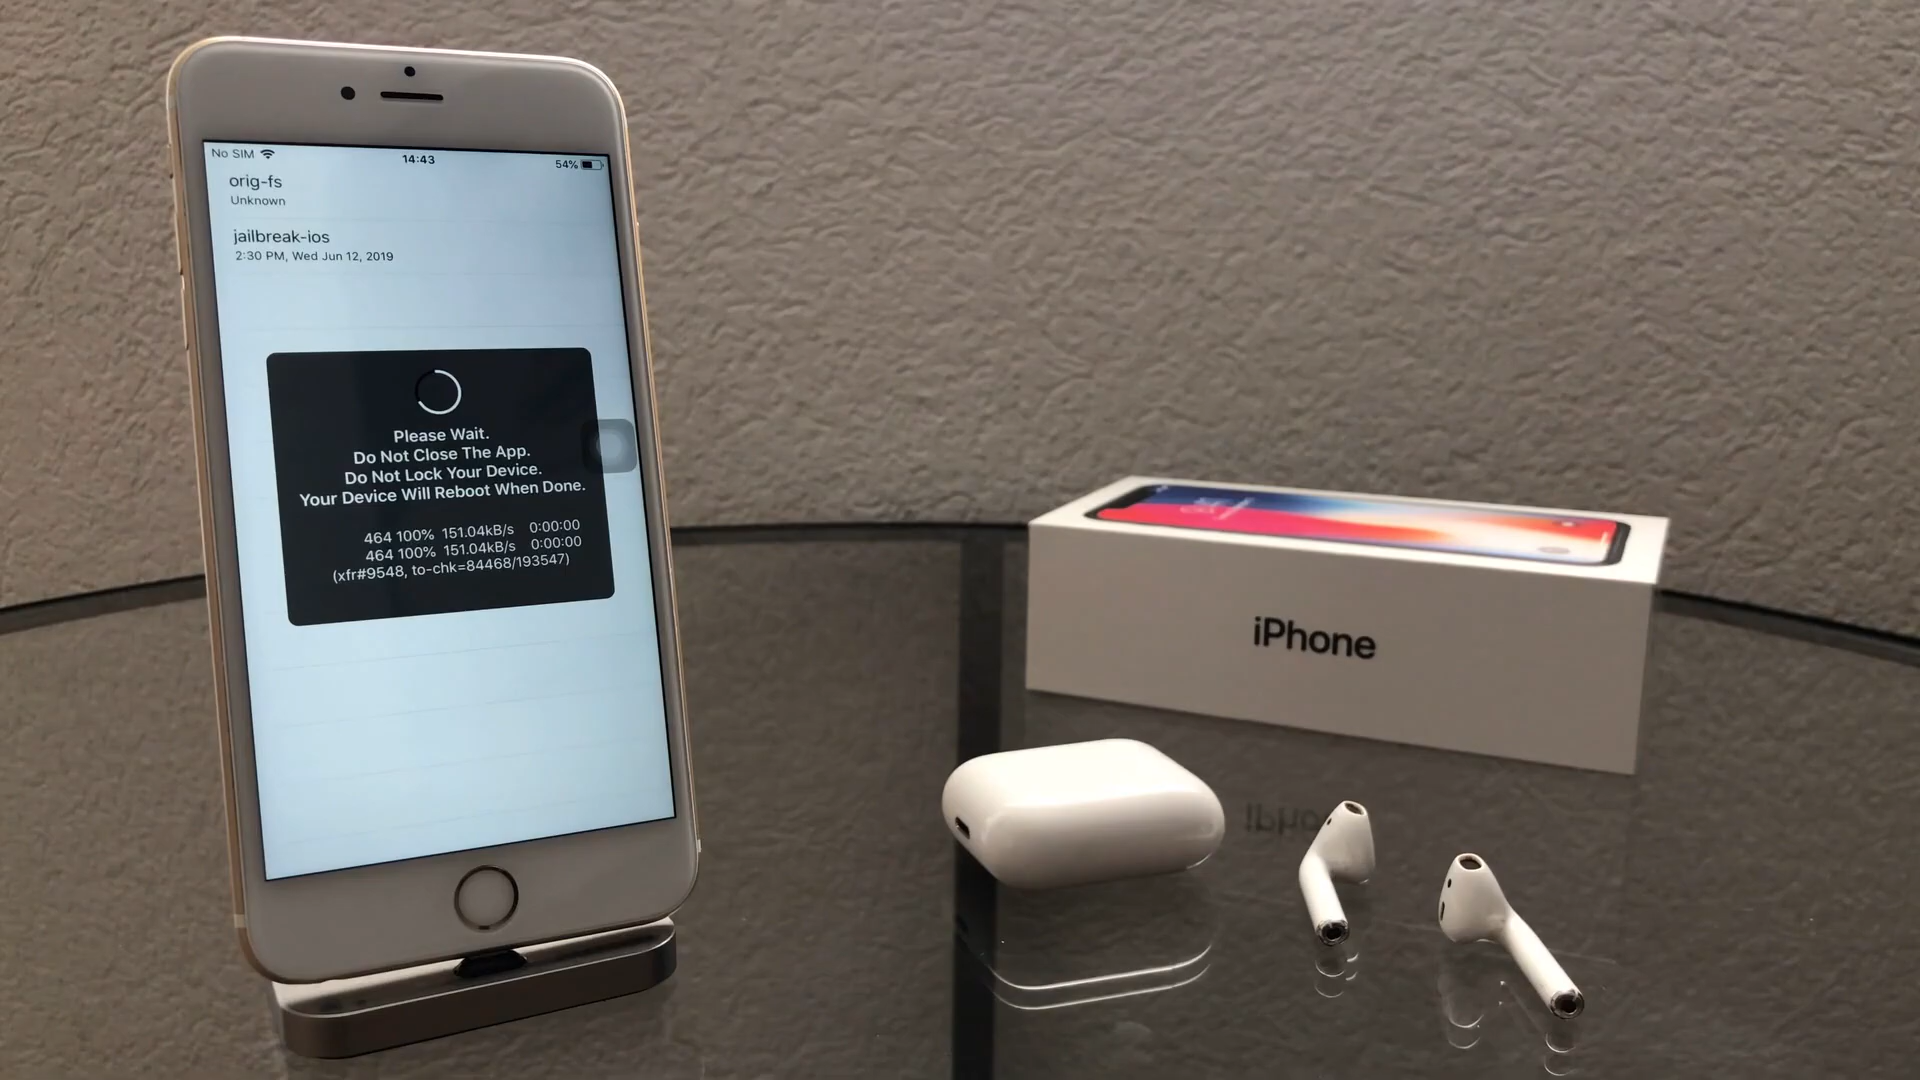 No SIM 14:43 54%
orig-fs
Unknown
jailbreak-ios
2:30 PM, Wed Jun 12, 2019
Please Wait.
Do Not Close The App.
Do Not Lock Your Device.
Your Device Will Reboot When Done.
464 100% 151.04kB/s 0:00:00
464 100% 151.04kB/s 0:00:00
(xfr#9548, to-chk=84468/193547)
iPhone